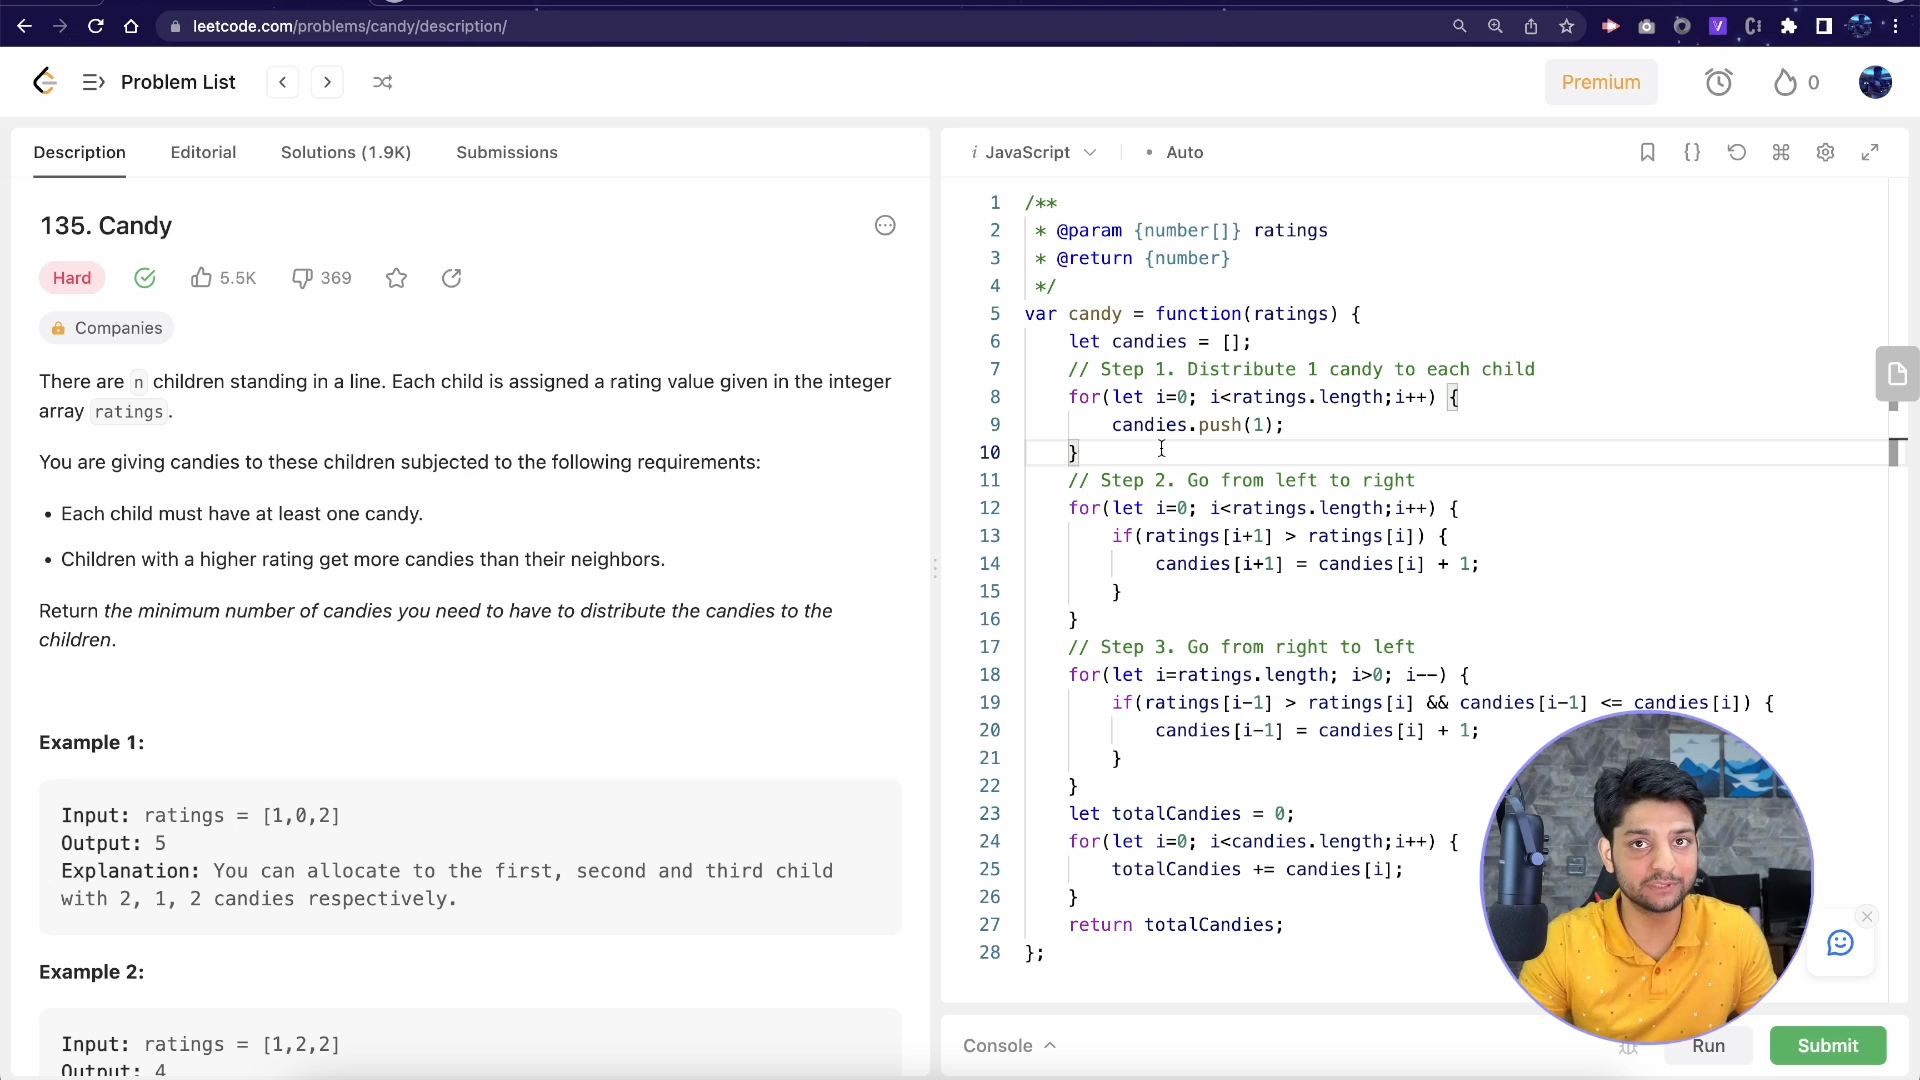 leetcode.com/problems/candy/description/
Problem List
Premium
0
Description Editorial Solutions (1.9K) Submissions
135. Candy
Hard 5.5K 369
Companies
There are n children standing in a line. Each child is assigned a rating value given in the integer
array ratings.
You are giving candies to these children subjected to the following requirements:
• Each child must have at least one candy.
• Children with a higher rating get more candies than their neighbors.
Return the minimum number of candies you need to have to distribute the candies to the
children.
Example 1:
Input: ratings = [1,0,2]
Output: 5
Explanation: You can allocate to the first, second and third child
with 2, 1, 2 candies respectively.
Example 2:
Input: ratings = [1,2,2]
Output: 4
i JavaScript • Auto
1 /**
2 * @param {number[]} ratings
3 * @return {number}
4 */
5 var candy = function(ratings) {
6 let candies = [];
7 // Step 1. Distribute 1 candy to each child
8 for(let i=0; i<ratings.length;i++) {
9 candies.push(1);
10 }
11 // Step 2. Go from left to right
12 for(let i=0; i<ratings.length;i++) {
13 if(ratings[i+1] > ratings[i]) {
14 candies[i+1] = candies[i] + 1;
15 }
16 }
17 // Step 3. Go from right to left
18 for(let i=ratings.length; i>0; i--) {
19 if(ratings[i-1] > ratings[i] && candies[i-1] <= candies[i]) {
20 candies[i-1] = candies[i] + 1;
21 }
22 }
23 let totalCandies = 0;
24 for(let i=0; i<candies.length;i++) {
25 totalCandies += candies[i];
26 }
27 return totalCandies;
28 };
Console
Run
Submit